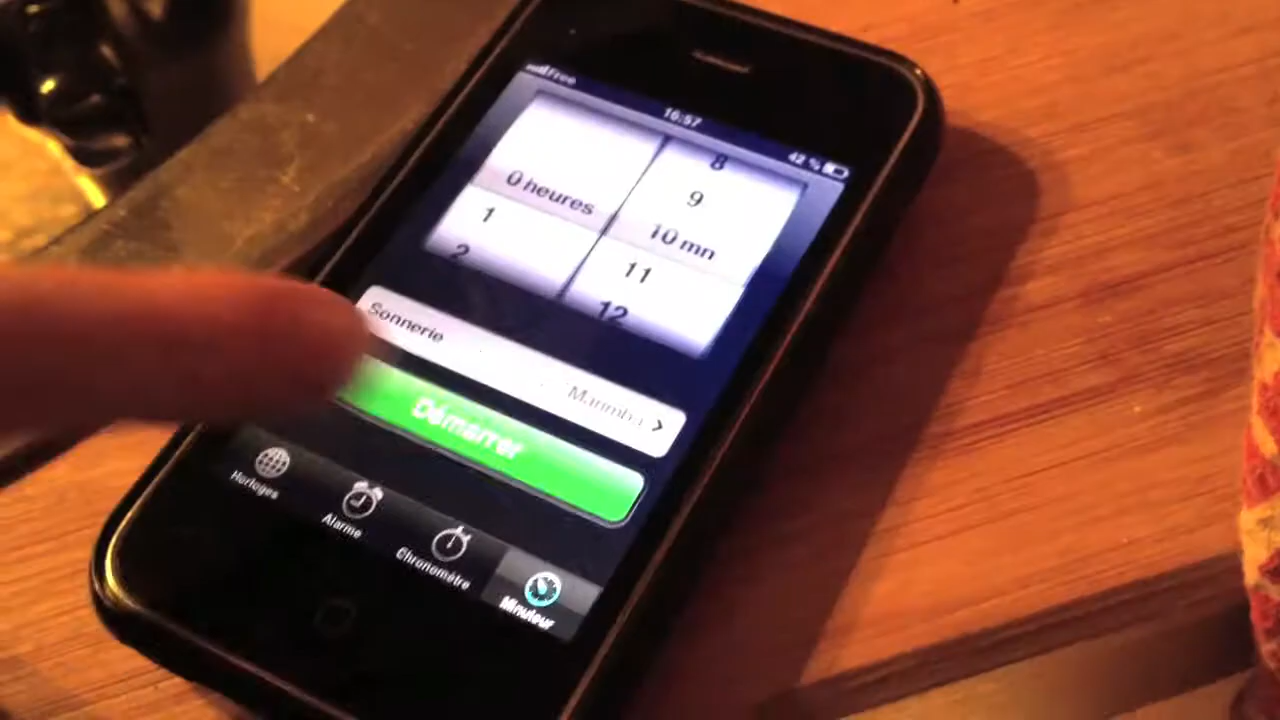 Free
16:57
42 %
8
9
0 heures
10 mn
1
11
2
12
Sonnerie
Marimba
Démarrer
Horloges
Alarme
Chronomètre
Minuteur